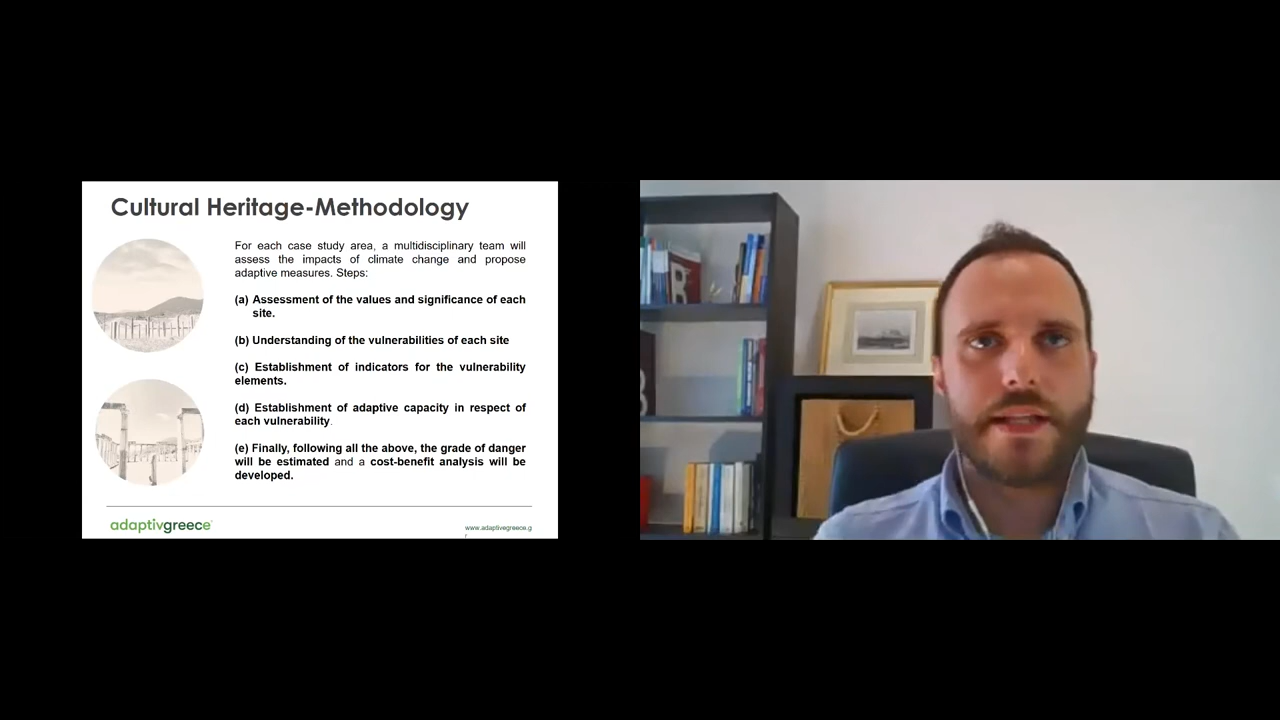 Cultural Heritage-Methodology
For each case study area, a multidisciplinary team will
assess the impacts of climate change and propose
adaptive measures. Steps:
(a) Assessment of the values and significance of each
site.
(b) Understanding of the vulnerabilities of each site
(c) Establishment of indicators for the vulnerability
elements.
(d) Establishment of adaptive capacity in respect of
each vulnerability.
(e) Finally, following all the above, the grade of danger
will be estimated and a cost-benefit analysis will be
developed.
adaptivgreece
www.adaptivegreece.g
r